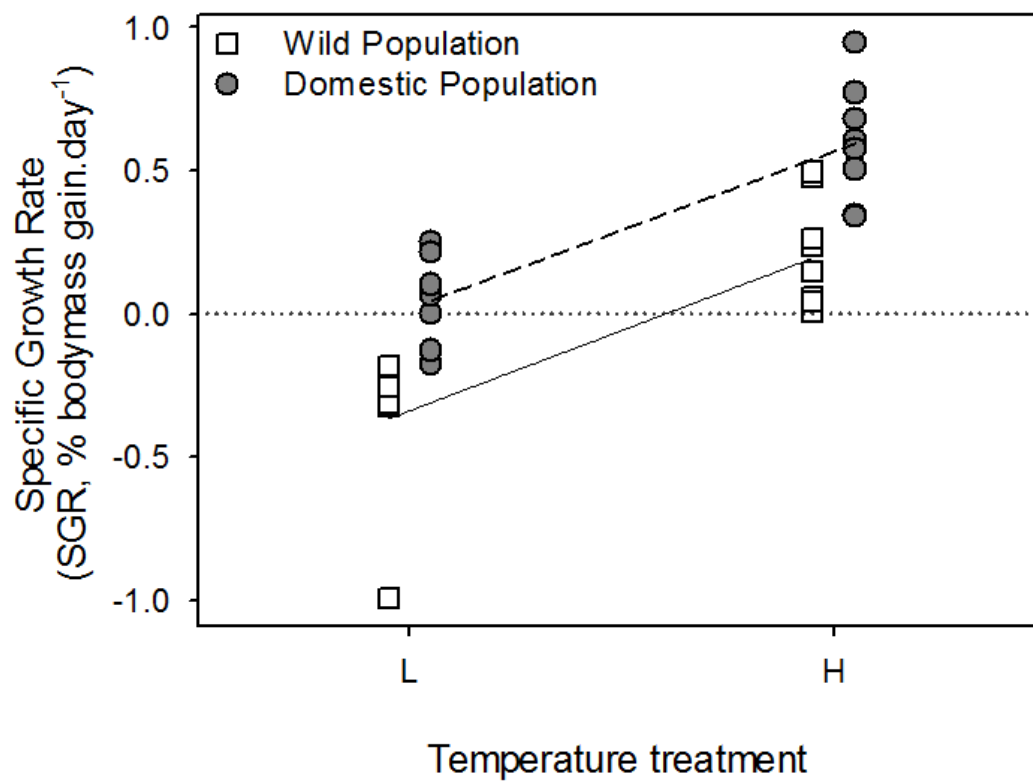 Specific Growth Rate
(SGR, % bodymass gain.day⁻¹)
1.0
0.5
0.0
-0.5
-1.0
Wild Population
Domestic Population
L
H
Temperature treatment